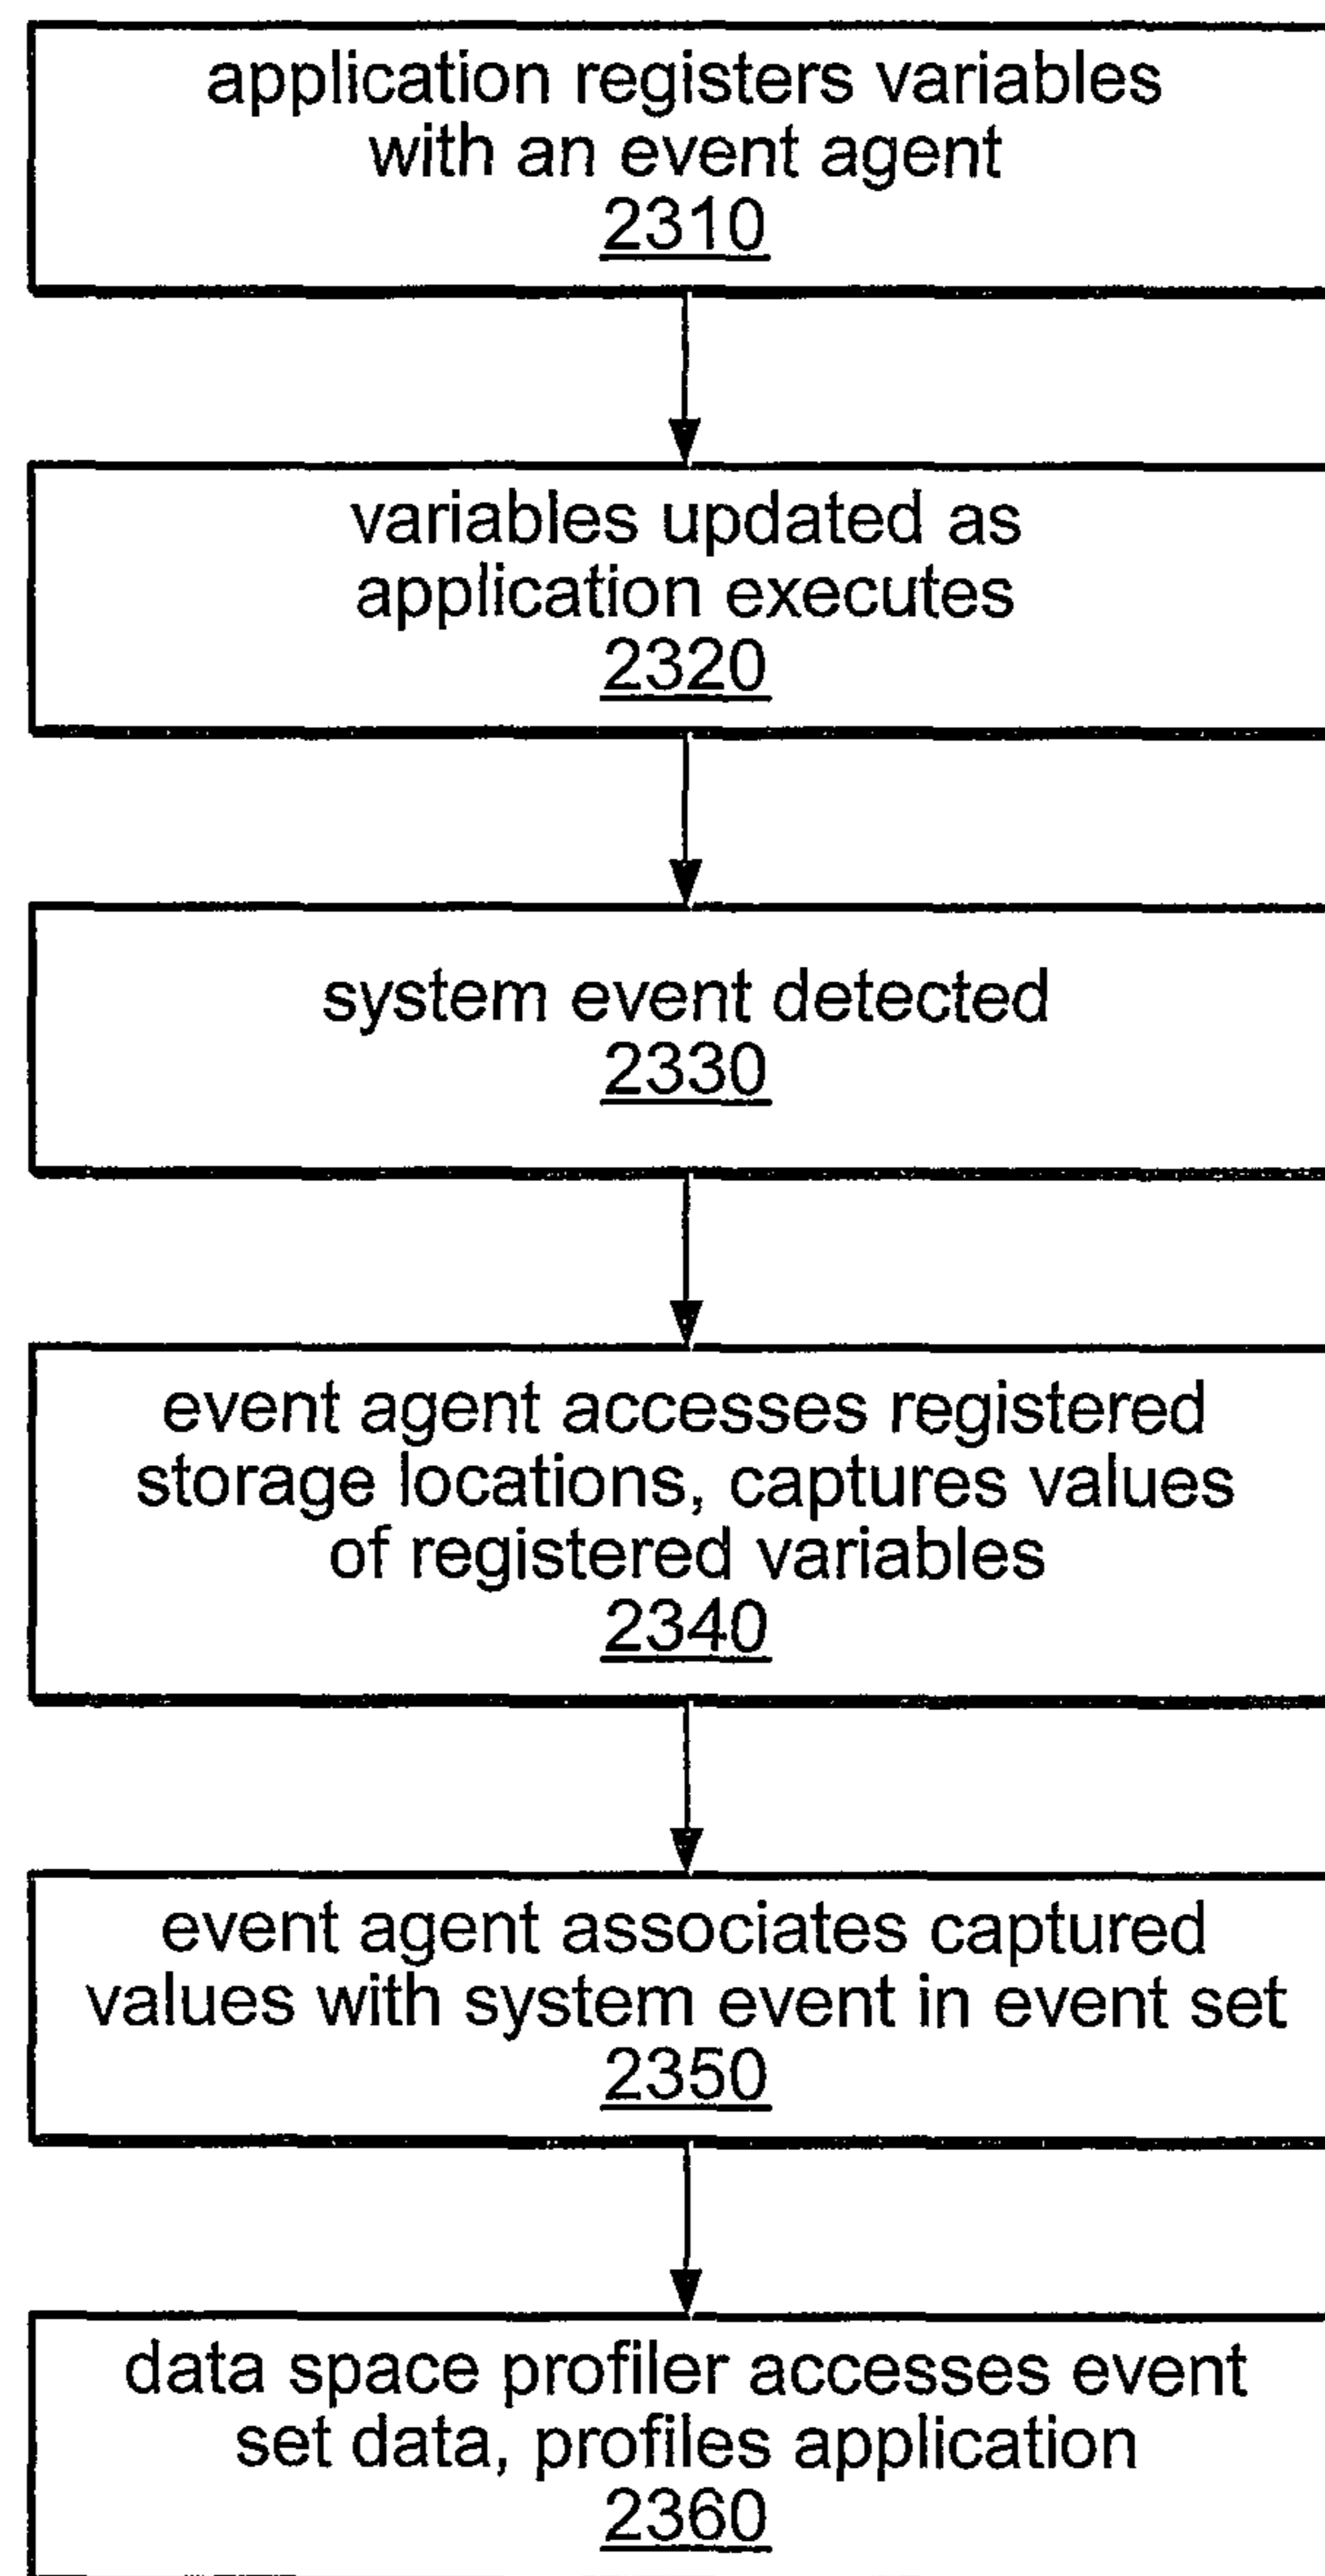 application registers variables
with an event agent
2310
variables updated as
application executes
2320
system event detected
2330
event agent accesses registered
storage locations, captures values
of registered variables
2340
event agent associates captured
values with system event in event set
2350
data space profiler accesses event
set data, profiles application
2360